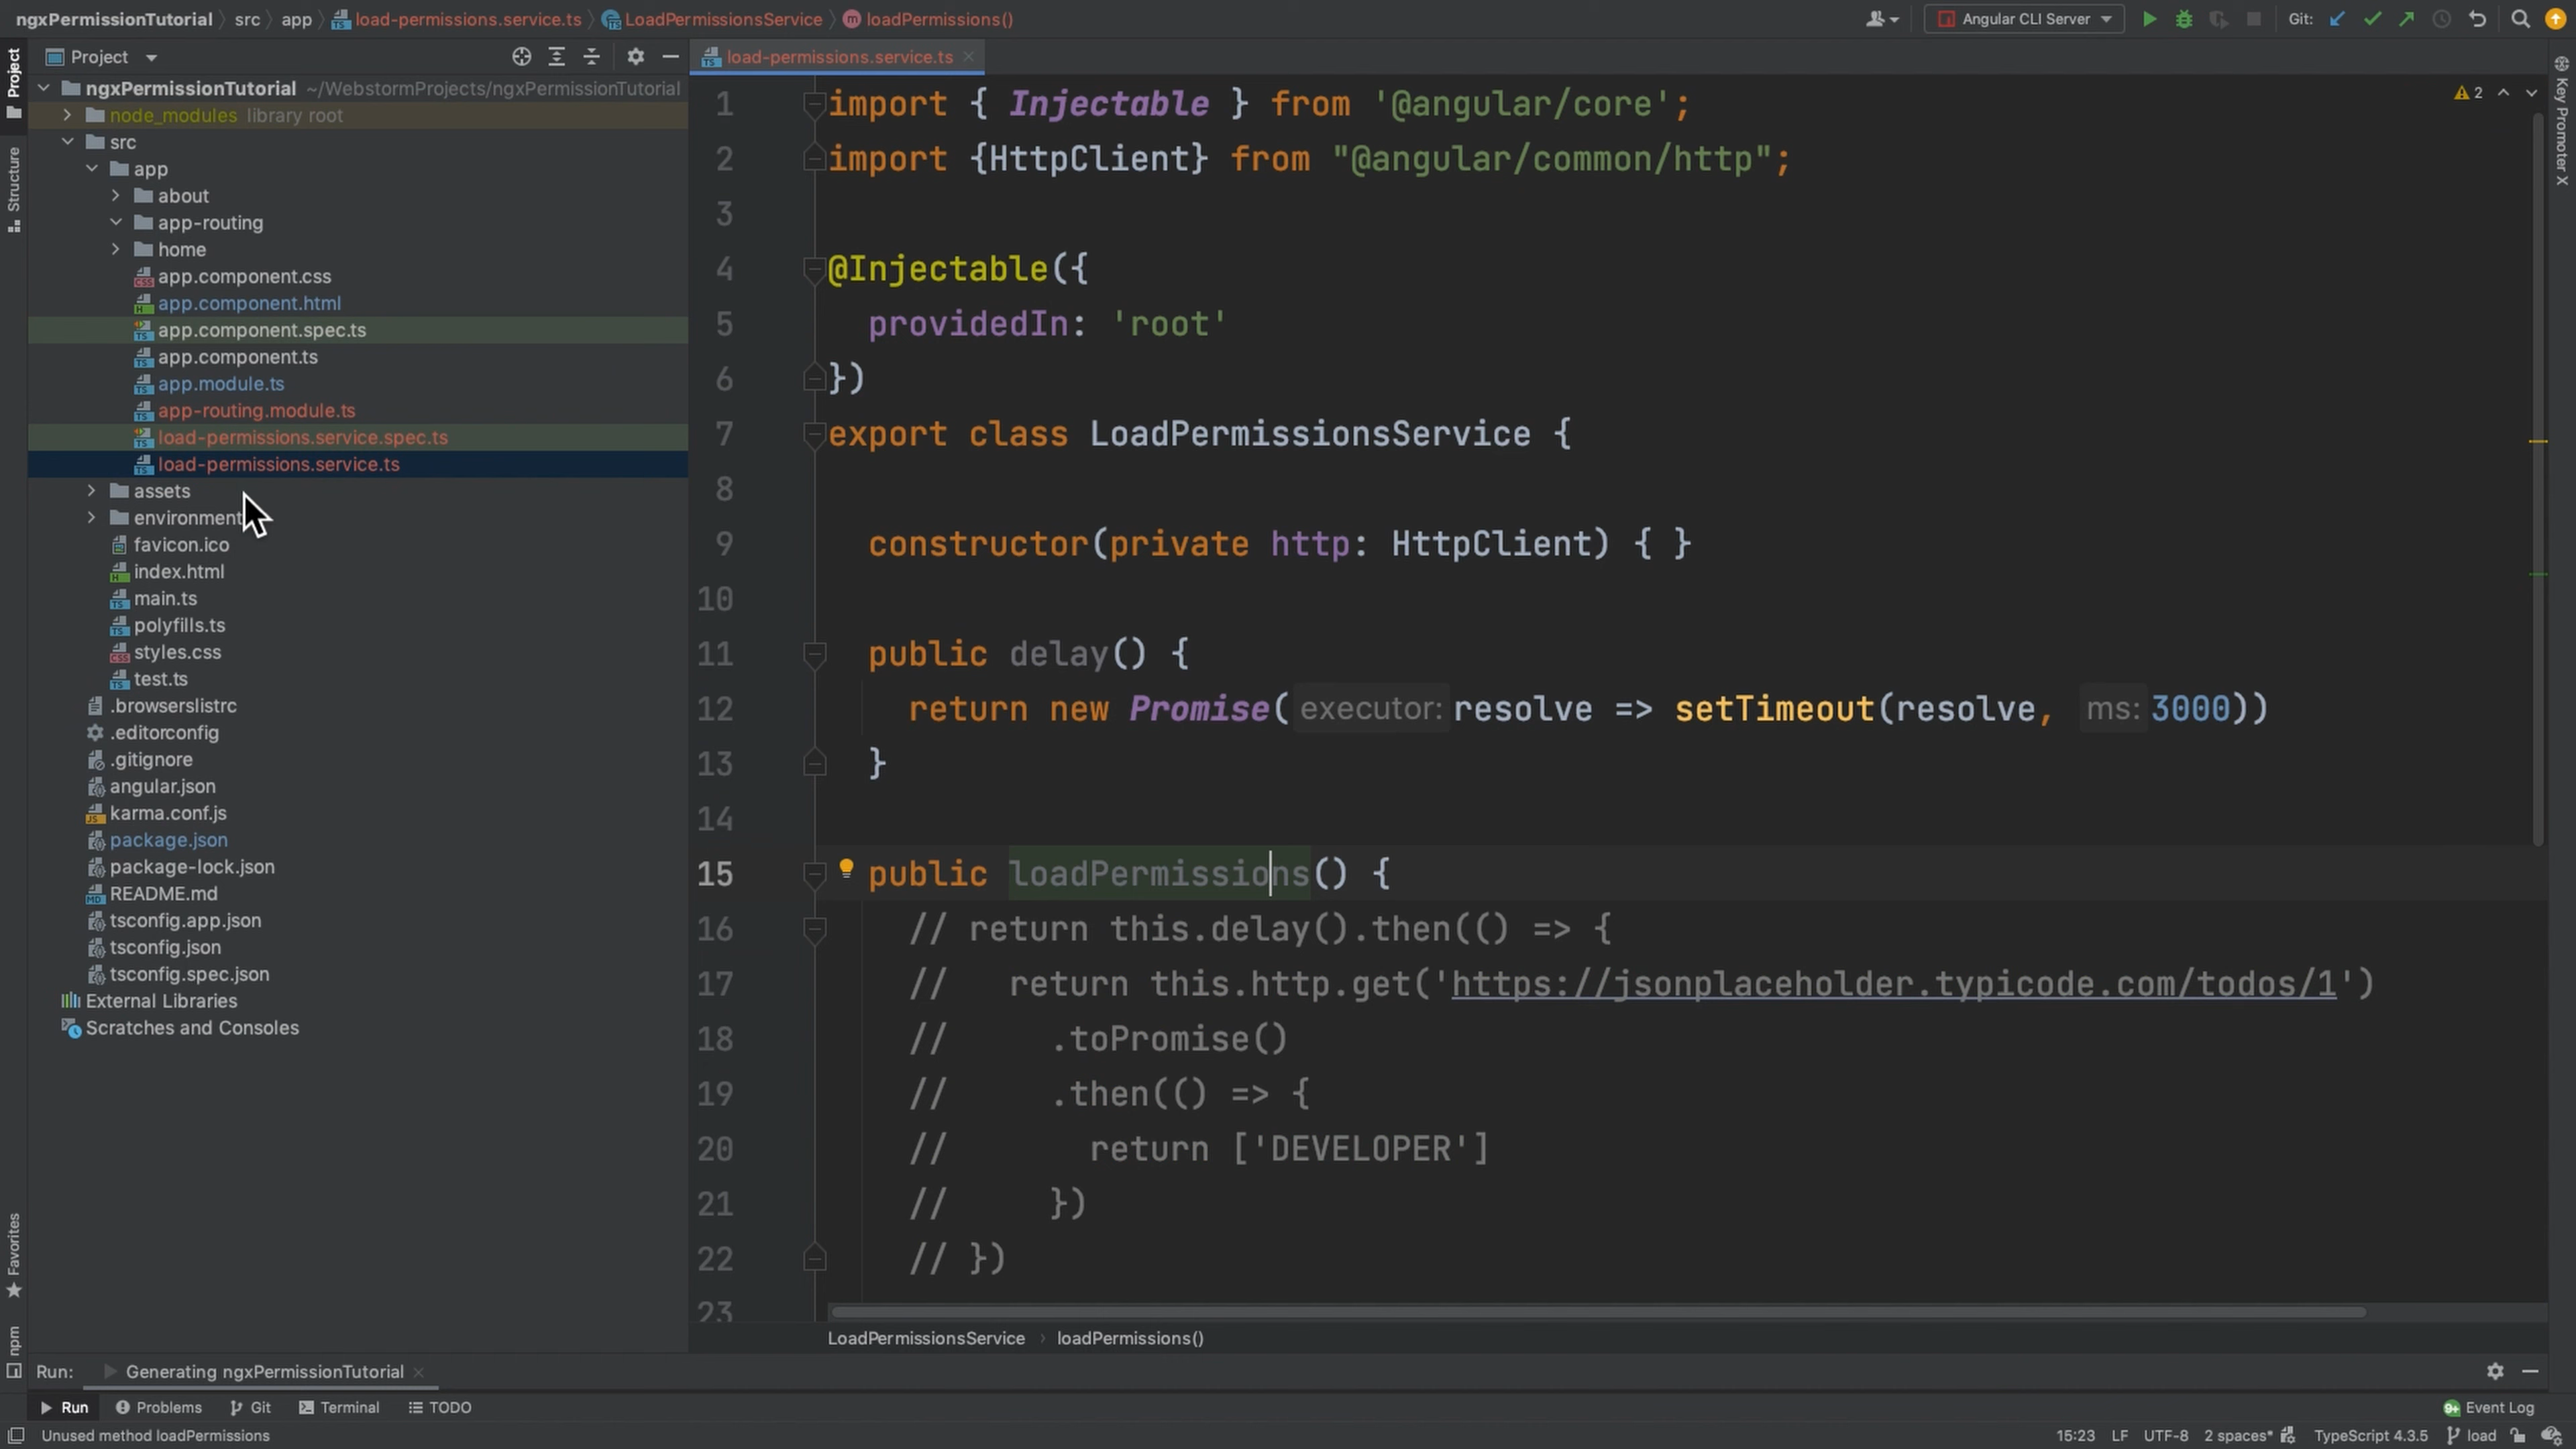 ngxPermissionTutorial src app load-permissions.service.ts LoadPermissionsService loadPermissions()
Angular CLI Server
Git:
Project
load-permissions.service.ts
Project
Structure
Favorites
npm
Key Promoter X
ngxPermissionTutorial ~/WebstormProjects/ngxPermissionTutorial
node_modules library root
src
app
about
app-routing
home
app.component.css
app.component.html
app.component.spec.ts
app.component.ts
app.module.ts
app-routing.module.ts
load-permissions.service.spec.ts
load-permissions.service.ts
assets
environment
favicon.ico
index.html
main.ts
polyfills.ts
styles.css
test.ts
.browserslistrc
.editorconfig
.gitignore
angular.json
karma.conf.js
package.json
package-lock.json
README.md
tsconfig.app.json
tsconfig.json
tsconfig.spec.json
External Libraries
Scratches and Consoles
2
1 import { Injectable } from '@angular/core';
2 import {HttpClient} from "@angular/common/http";
3
4 @Injectable({
5 providedIn: 'root'
6 })
7 export class LoadPermissionsService {
8
9 constructor(private http: HttpClient) { }
10
11 public delay() {
12 return new Promise( executor: resolve => setTimeout(resolve, ms: 3000))
13 }
14
15 public loadPermissions() {
16 // return this.delay().then(() => {
17 // return this.http.get('https://jsonplaceholder.typicode.com/todos/1')
18 // .toPromise()
19 // .then(() => {
20 // return ['DEVELOPER']
21 // })
22 // })
23
LoadPermissionsService loadPermissions()
Run: Generating ngxPermissionTutorial
Run Problems Git Terminal TODO
9+ Event Log
Unused method loadPermissions
15:23 LF UTF-8 2 spaces* TypeScript 4.3.5 load